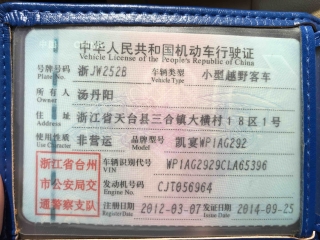 中华人民共和国机动车行驶证
Vehicle License of the People's Republic of China
号牌号码 浙JW252B 车辆类型 小型越野客车
Plate No. Vehicle Type
所有人 汤丹阳
Owner
住址 浙江省天台县三合镇大横村18区1号
Address
使用性质 非营运 品牌型号 凯宴WP1AG292
Use Character Model
浙江省台州市公安局交通警察支队
车辆识别代号 WP1AG2929CLA65396
VIN
发动机号码 CJT056964
Engine No.
注册日期 2012-03-07 发证日期 2014-09-25
Register Date Issue Date